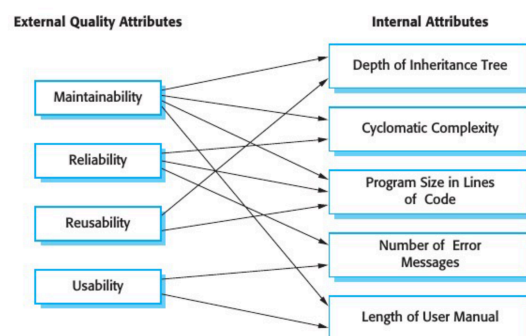 External Quality Attributes
Internal Attributes
Maintainability
Reliability
Reusability
Usability
Depth of Inheritance Tree
Cyclomatic Complexity
Program Size in Lines
of Code
Number of Error
Messages
Length of User Manual